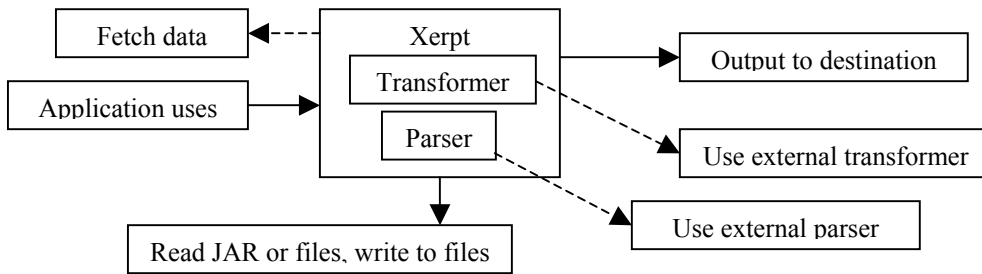 Fetch data
Xerpt
Transformer
Output to destination
Application uses
Parser
Use external transformer
Use external parser
Read JAR or files, write to files